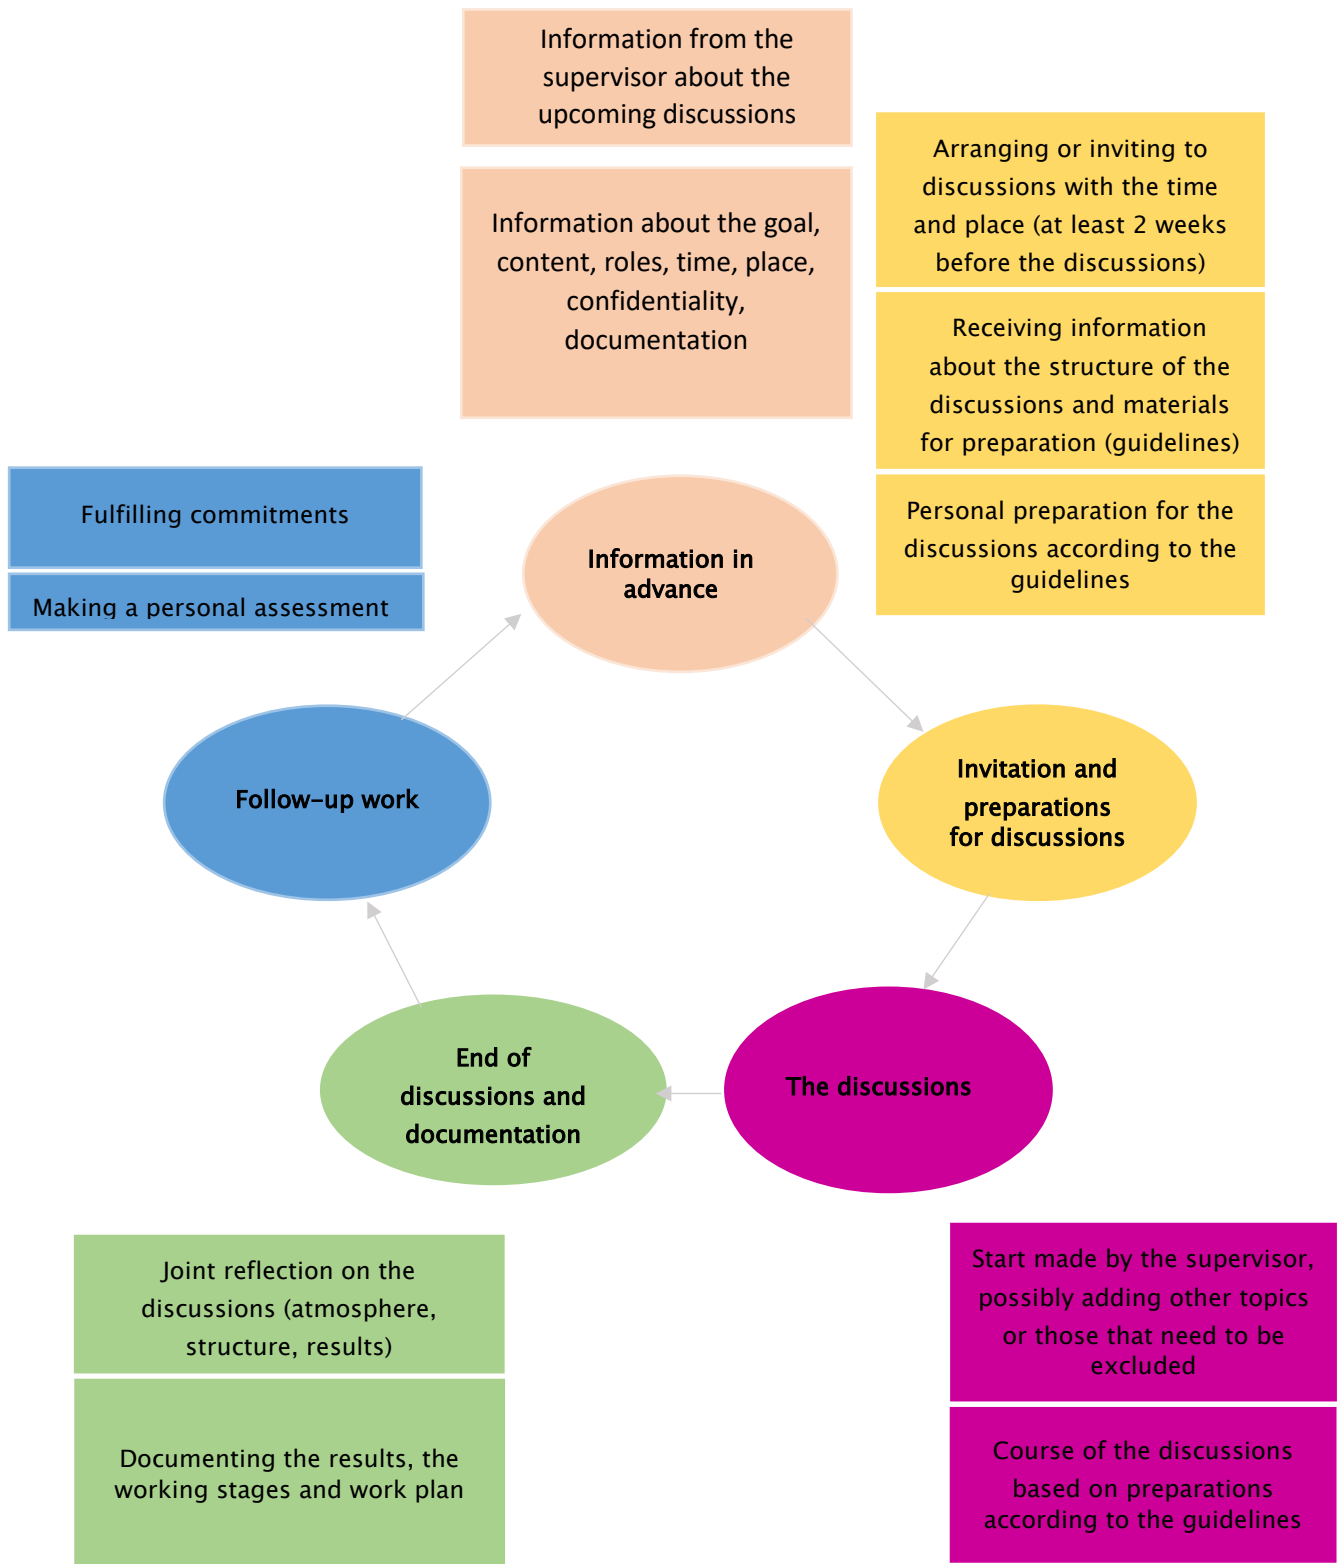 Information from the
supervisor about the
upcoming discussions
Information about the goal,
content, roles, time, place,
confidentiality,
documentation
Arranging or inviting to
discussions with the time
and place (at least 2 weeks
before the discussions)
Receiving information
about the structure of the
discussions and materials
for preparation (guidelines)
Personal preparation for the
discussions according to the
guidelines
Fulfilling commitments
Making a personal assessment
Information in
advance
Invitation and
preparations
for discussions
Follow-up work
The discussions
End of
discussions and
documentation
Joint reflection on the
discussions (atmosphere,
structure, results)
Documenting the results, the
working stages and work plan
Start made by the supervisor,
possibly adding other topics
or those that need to be
excluded
Course of the discussions
based on preparations
according to the guidelines